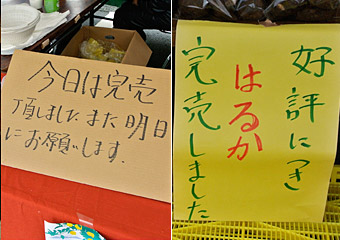 今日は完売
頂しました。また明日
にお願いします。
好評につき
はるか
完売しました